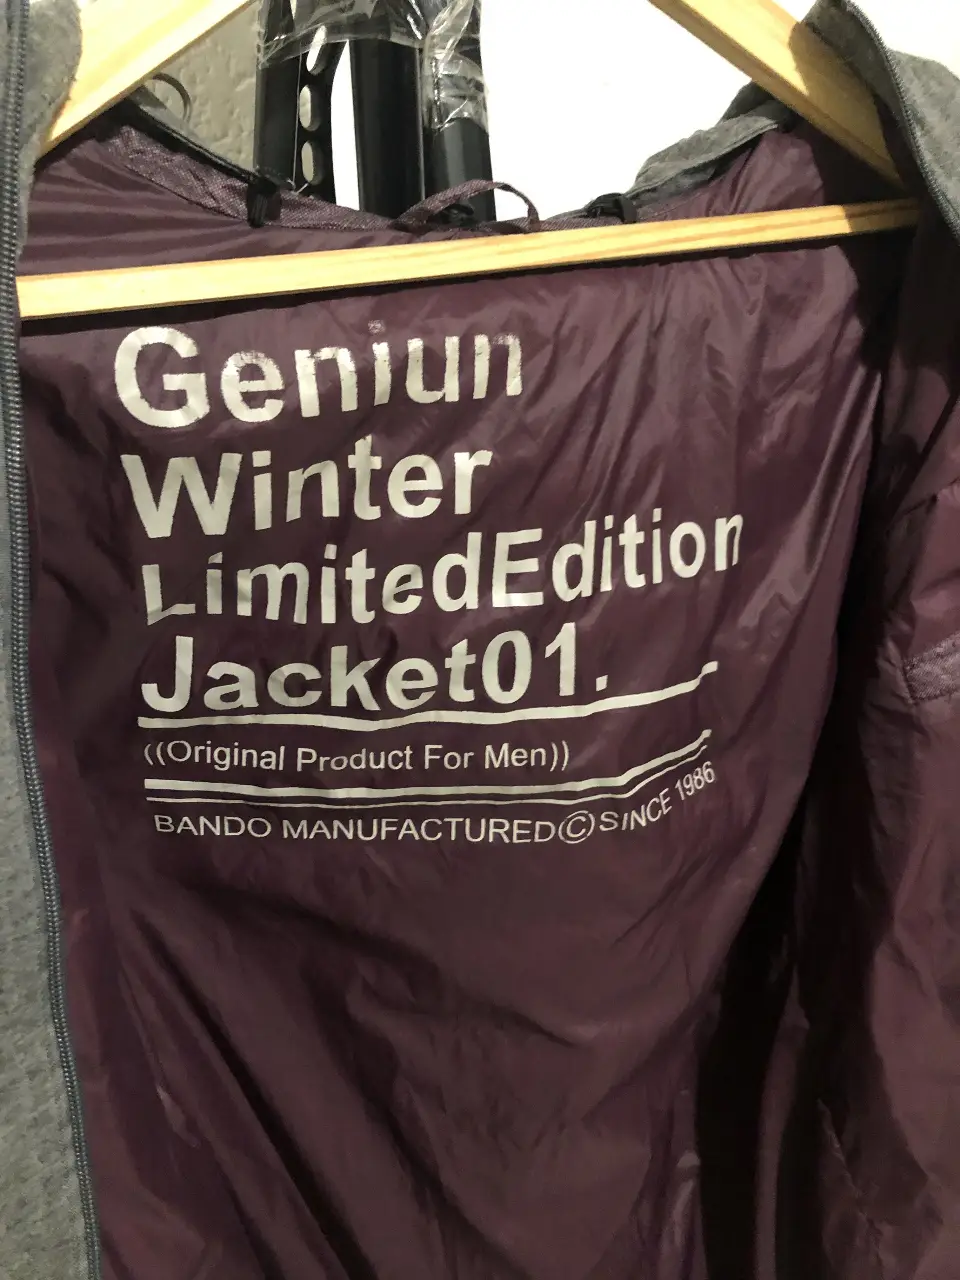 Geniun
Winter
LimitedEdition
Jacket01.
((Original Product For Men))
BANDO MANUFACTURED©SINCE 1986